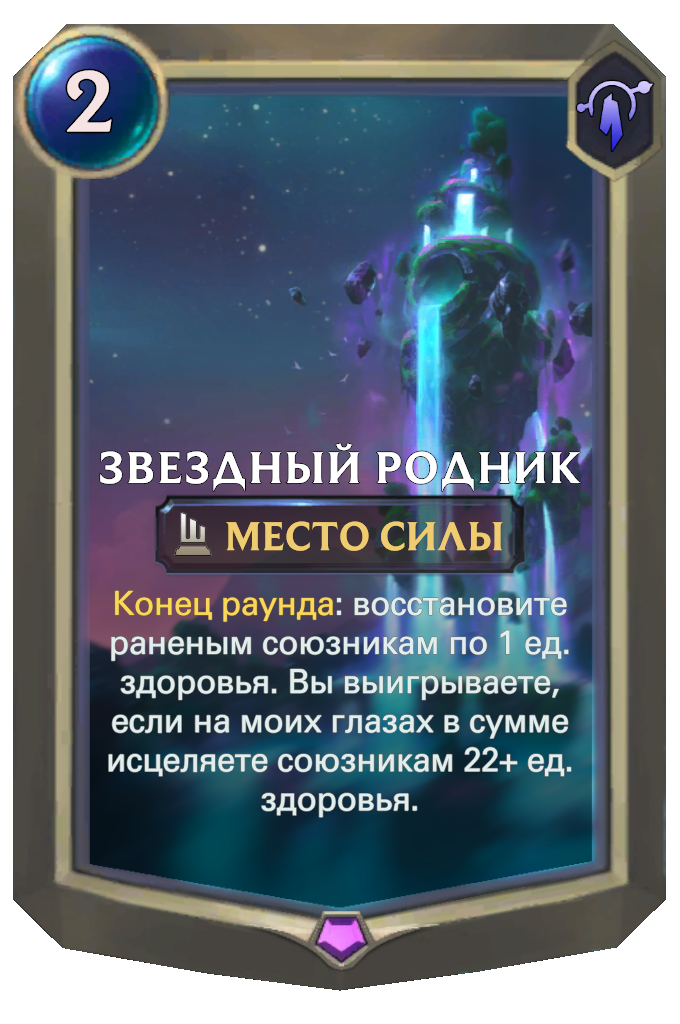 2
ЗВЕЗДНЫЙ РОДНИК
МЕСТО СИЛЫ
Конец раунда: восстановите
раненым союзникам по 1 ед.
здоровья. Вы выигрываете,
если на моих глазах в сумме
исцеляете союзникам 22+ ед.
здоровья.